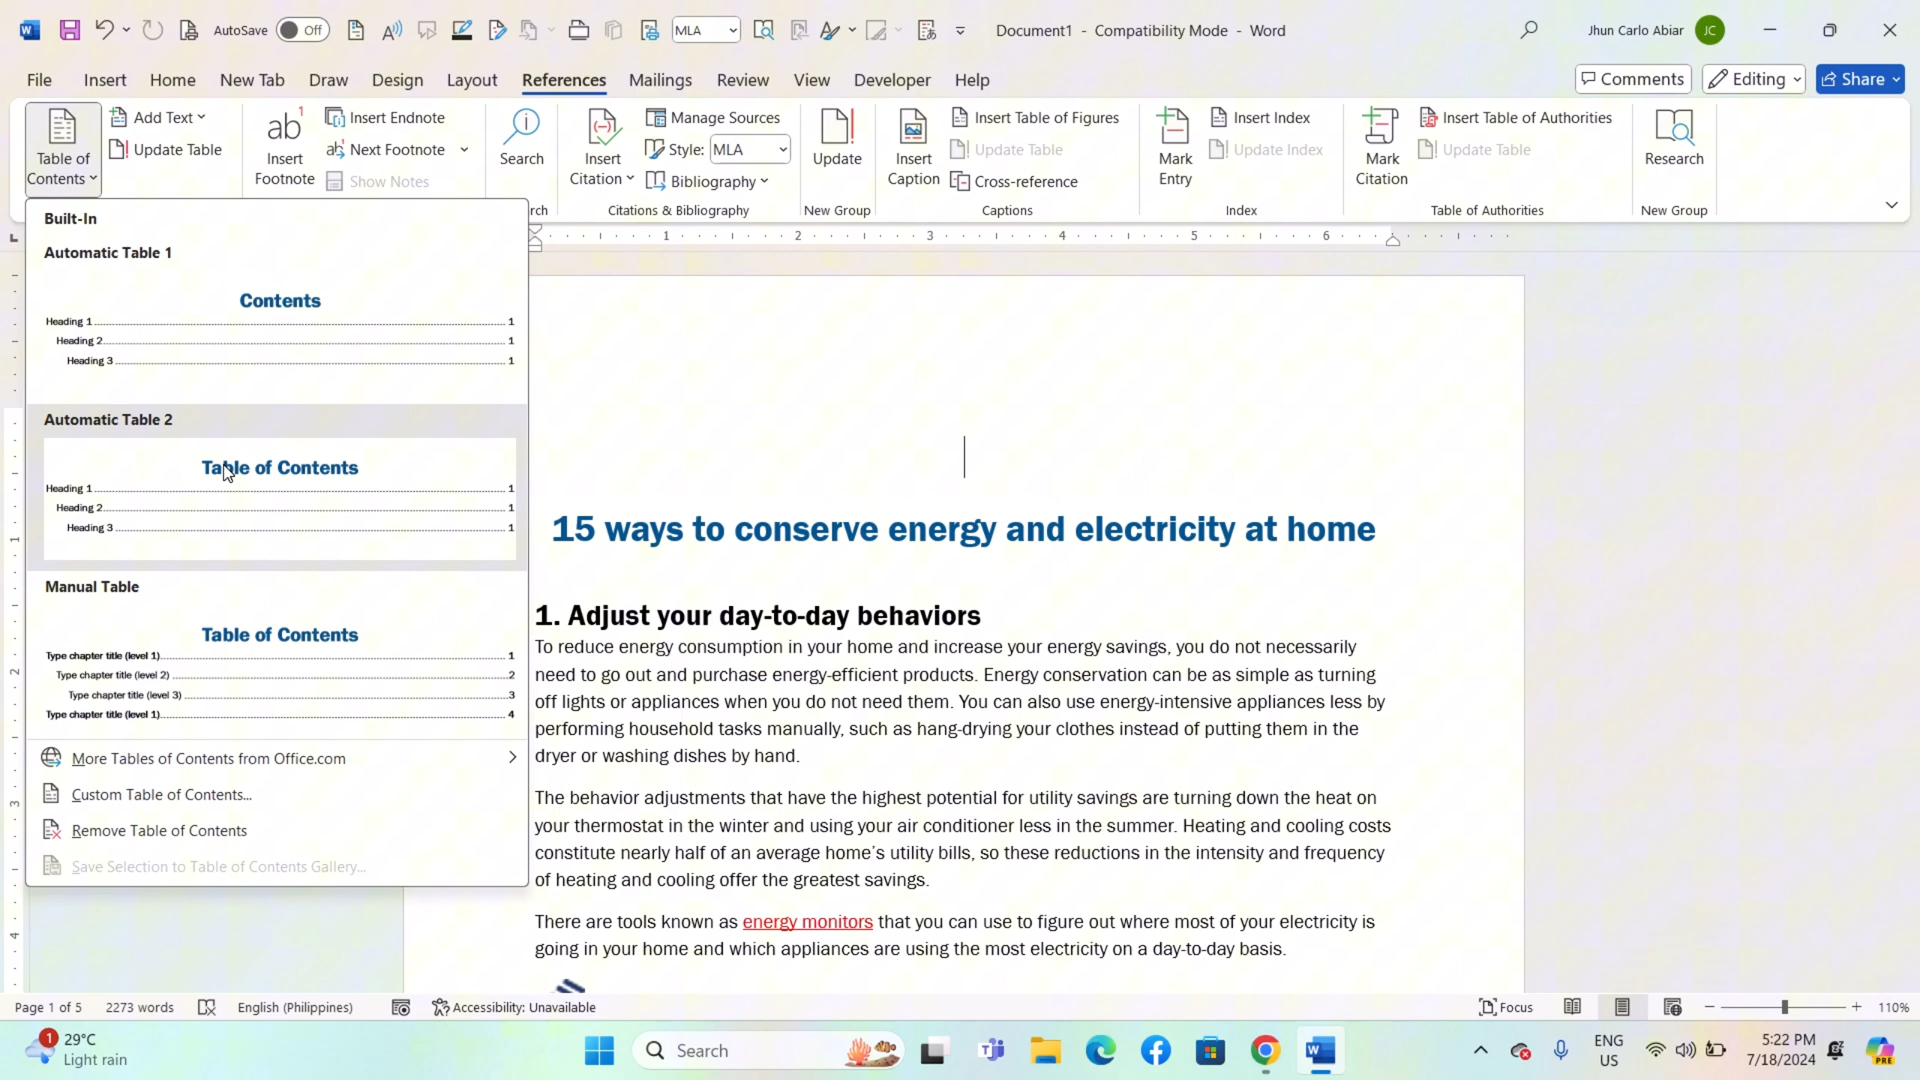 AutoSave Off MLA Document1 - Compatibility Mode - Word Jhun Carlo Abiar JC
File Insert Home New Tab Draw Design Layout References Mailings Review View Developer Help Comments Editing Share
Table of Contents
Add Text
Update Table
ab1
Insert Footnote
Insert Endnote
Next Footnote
Show Notes
Search
Insert Citation
Manage Sources
Style: MLA
Bibliography
Citations & Bibliography
Update
New Group
Insert Caption
Insert Table of Figures
Update Table
Cross-reference
Captions
Mark Entry
Insert Index
Update Index
Index
Mark Citation
Insert Table of Authorities
Update Table
Table of Authorities
Research
New Group
rch
1 2 3 4 5 6
Built-In
Automatic Table 1
Contents
Heading 1 1
Heading 2 1
Heading 3 1
Automatic Table 2
Table of Contents
Heading 1 1
Heading 2 1
Heading 3 1
Manual Table
Table of Contents
Type chapter title (level 1) 1
Type chapter title (level 2) 2
Type chapter title (level 3) 3
Type chapter title (level 1) 4
More Tables of Contents from Office.com
Custom Table of Contents...
Remove Table of Contents
Save Selection to Table of Contents Gallery...
1
2
3
4
15 ways to conserve energy and electricity at home
1. Adjust your day-to-day behaviors
To reduce energy consumption in your home and increase your energy savings, you do not necessarily
need to go out and purchase energy-efficient products. Energy conservation can be as simple as turning
off lights or appliances when you do not need them. You can also use energy-intensive appliances less by
performing household tasks manually, such as hang-drying your clothes instead of putting them in the
dryer or washing dishes by hand.
The behavior adjustments that have the highest potential for utility savings are turning down the heat on
your thermostat in the winter and using your air conditioner less in the summer. Heating and cooling costs
constitute nearly half of an average home’s utility bills, so these reductions in the intensity and frequency
of heating and cooling offer the greatest savings.
There are tools known as energy monitors that you can use to figure out where most of your electricity is
going in your home and which appliances are using the most electricity on a day-to-day basis.
Page 1 of 5 2273 words English (Philippines) Accessibility: Unavailable Focus 110%
1 29°C
Light rain
Search
ENG
US
5:22 PM
7/18/2024
PRE